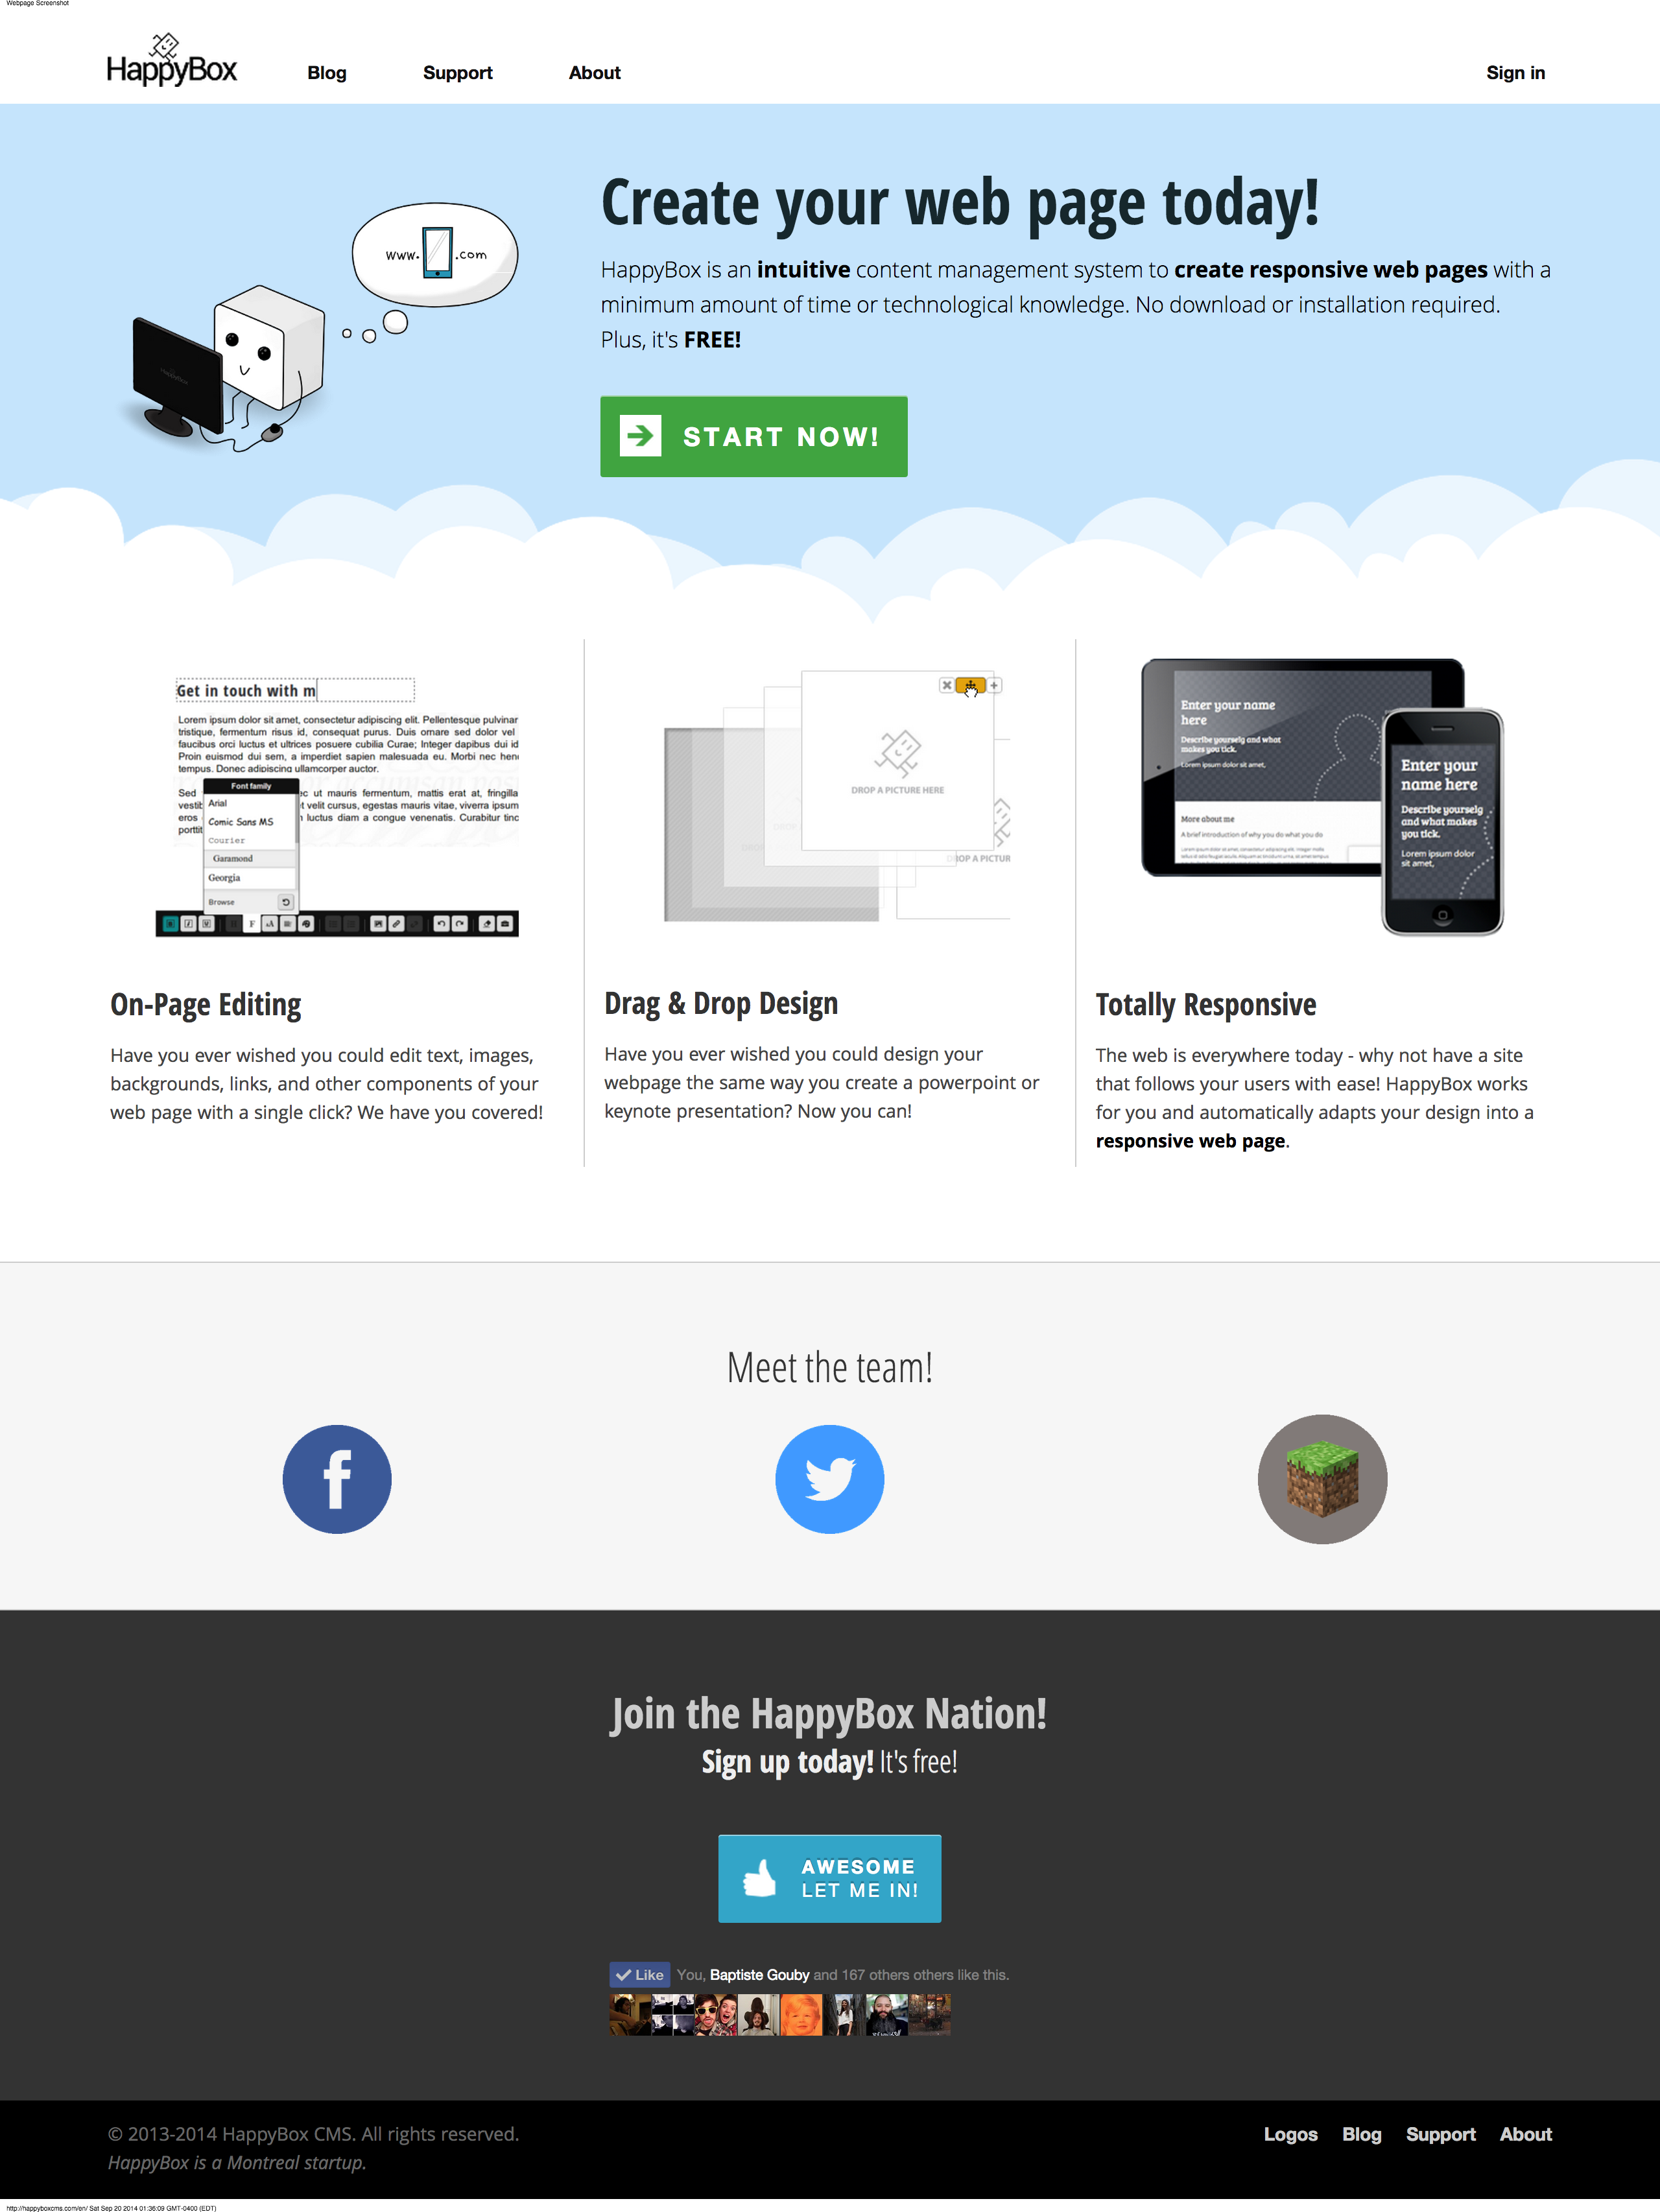 Webpage Screenshot
HappyBox
Blog
Support
About
Sign in
www. .com
Create your web page today!
HappyBox is an intuitive content management system to create responsive web pages with a
minimum amount of time or technological knowledge. No download or installation required.
Plus, it's FREE!
START NOW!
Get in touch with m
Lorem ipsum dolor sit amet, consectetur adipiscing elit. Pellentesque pulvinar
tristique, fermentum risus id, consequat purus. Duis ornare sed dolor vel
faucibus orci luctus et ultrices posuere cubilia Curae; Integer dapibus dui id
Proin euismod dui sem, a imperdiet sapien malesuada eu. Morbi nec hen
tempus. Donec adipiscing ullamcorper auctor.
Sed ec ut mauris fermentum, mattis erat at, fringilla
vestib t velit cursus, egestas mauris vitae, viverra ipsum
eros luctus diam a congue venenatis. Curabitur tinc
porttit
Font family
Arial
Comic Sans MS
Courier
Garamond
Georgia
Browse
DROP A PICTURE HERE
DROP A PICTUR
Enter your name
here
Describe yourselg and what
makes you tick.
Lorem ipsum dolor sit amet,
More about me
A brief introduction of why you do what you do
Enter your
name here
Describe yourselg
and what makes
you tick.
Lorem ipsum dolor
sit amet,
On-Page Editing
Have you ever wished you could edit text, images,
backgrounds, links, and other components of your
web page with a single click? We have you covered!
Drag & Drop Design
Have you ever wished you could design your
webpage the same way you create a powerpoint or
keynote presentation? Now you can!
Totally Responsive
The web is everywhere today - why not have a site
that follows your users with ease! HappyBox works
for you and automatically adapts your design into a
responsive web page.
Meet the team!
Join the HappyBox Nation!
Sign up today! It's free!
AWESOME
LET ME IN!
Like You, Baptiste Gouby and 167 others others like this.
© 2013-2014 HappyBox CMS. All rights reserved.
HappyBox is a Montreal startup.
Logos
Blog
Support
About
http://happyboxcms.com/en/ Sat Sep 20 2014 01:36:09 GMT-0400 (EDT)